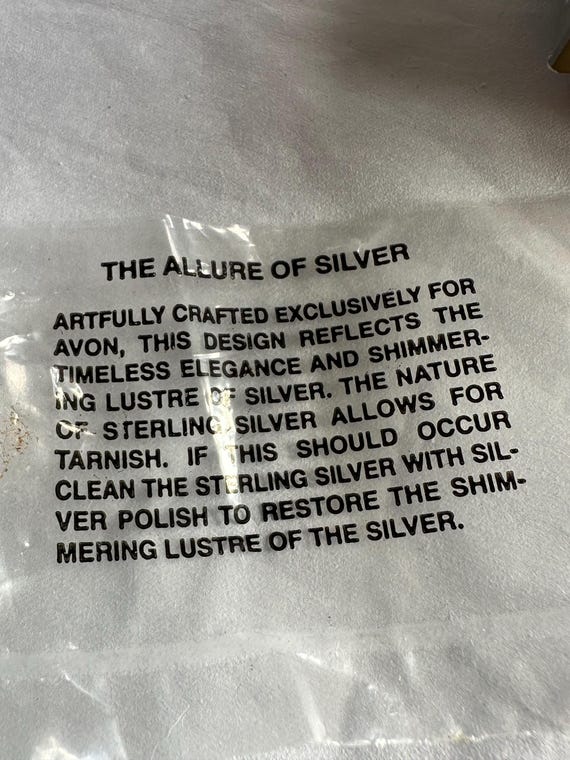 THE ALLURE OF SILVER
ARTFULLY CRAFTED EXCLUSIVELY FOR
AVON, THIS DESIGN REFLECTS THE
TIMELESS ELEGANCE AND SHIMMER-
ING LUSTRE OF SILVER. THE NATURE
OF STERLING SILVER ALLOWS FOR
TARNISH. IF THIS SHOULD OCCUR
CLEAN THE STERLING SILVER WITH SIL-
VER POLISH TO RESTORE THE SHIM-
MERING LUSTRE OF THE SILVER.